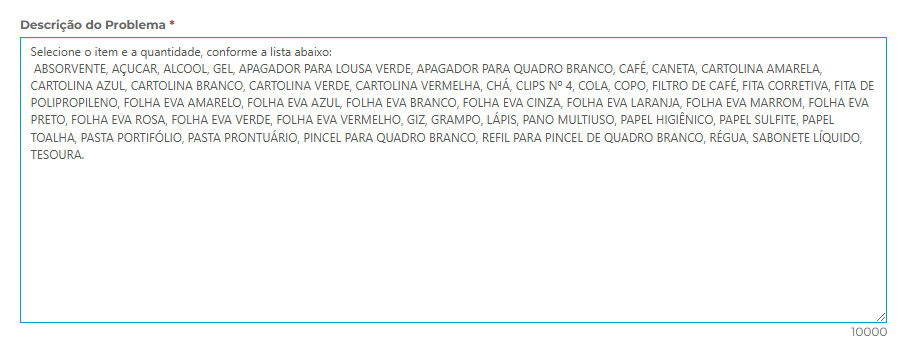 Descrição do Problema *
Selecione o item e a quantidade, conforme a lista abaixo:
ABSORVENTE, AÇUCAR, ALCOOL, GEL, APAGADOR PARA LOUSA VERDE, APAGADOR PARA QUADRO BRANCO, CAFÉ, CANETA, CARTOLINA AMARELA,
CARTOLINA AZUL, CARTOLINA BRANCO, CARTOLINA VERDE, CARTOLINA VERMELHA, CHÁ, CLIPS Nº 4, COLA, COPO, FILTRO DE CAFÉ, FITA CORRETIVA, FITA DE
POLIPROPILENO, FOLHA EVA AMARELO, FOLHA EVA AZUL, FOLHA EVA BRANCO, FOLHA EVA CINZA, FOLHA EVA LARANJA, FOLHA EVA MARROM, FOLHA EVA
PRETO, FOLHA EVA ROSA, FOLHA EVA VERDE, FOLHA EVA VERMELHO, GIZ, GRAMPO, LÁPIS, PANO MULTIUSO, PAPEL HIGIÊNICO, PAPEL SULFITE, PAPEL
TOALHA, PASTA PORTIFÓLIO, PASTA PRONTUÁRIO, PINCEL PARA QUADRO BRANCO, REFIL PARA PINCEL DE QUADRO BRANCO, RÉGUA, SABONETE LÍQUIDO,
TESOURA.
10000